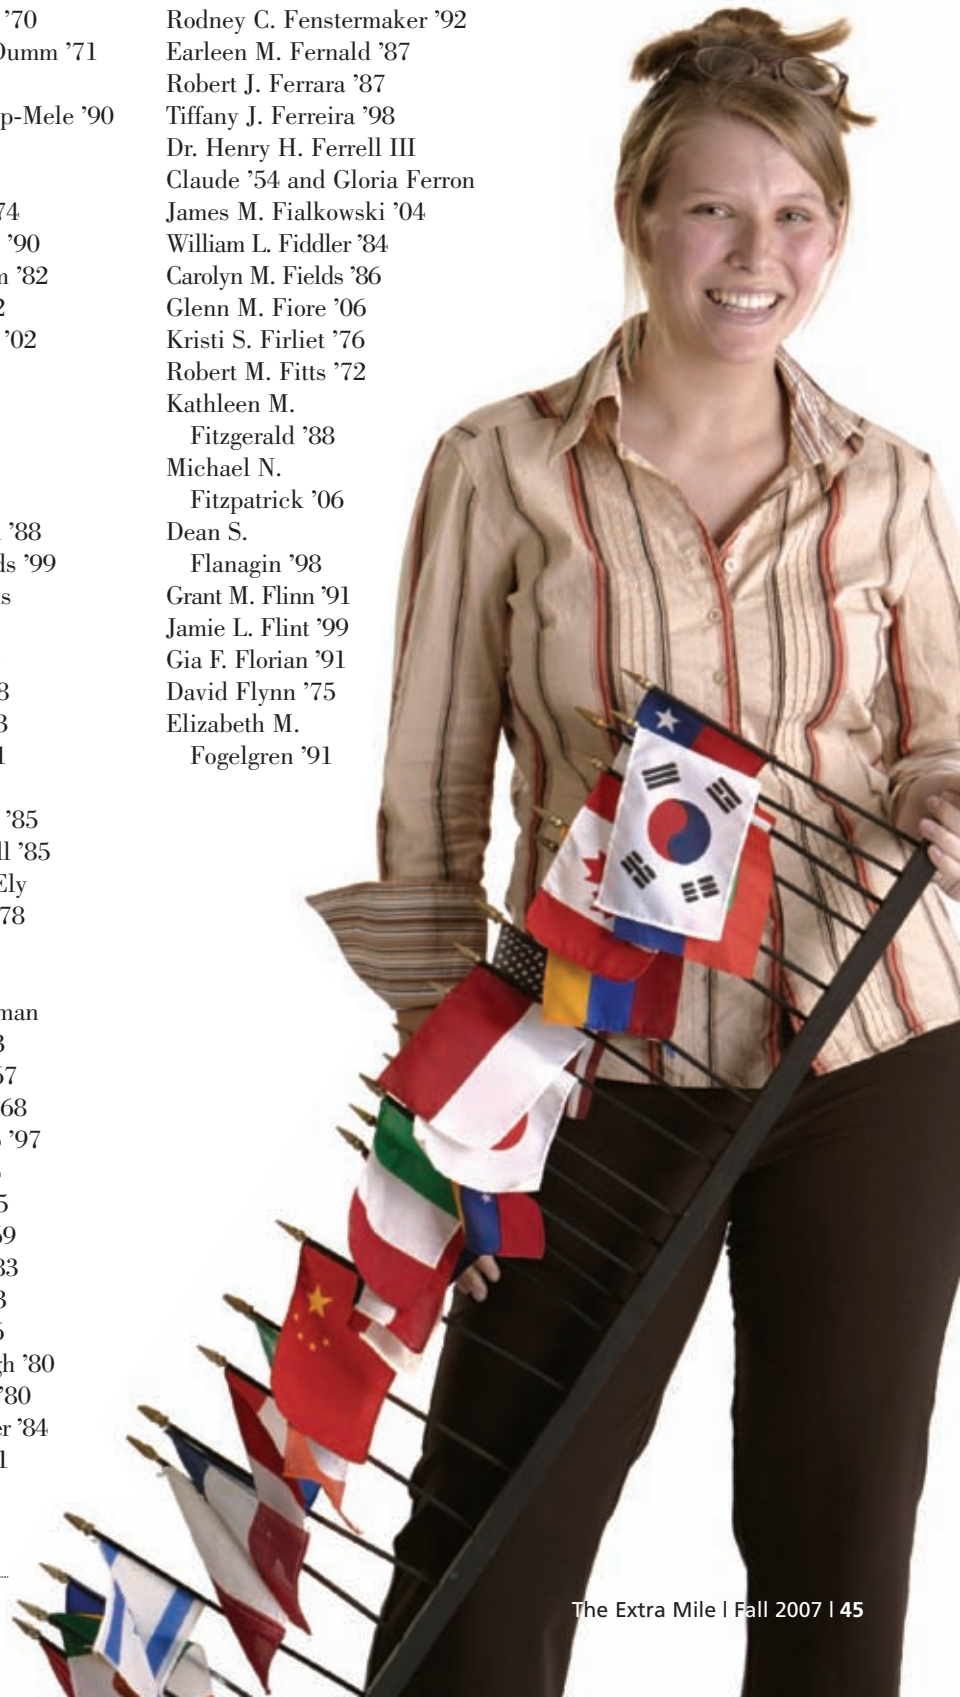 ’70
Dumm ’71
p-Mele ’90
74
’90
’82
’02
’88
ds ’99
s
8
3
1
’85
ll ’85
Ely
78
man
3
67
68
’97
5
69
83
3
gh ’80
’80
er ’84
1
Rodney C. Fenstermaker ’92
Earleen M. Fernald ’87
Robert J. Ferrara ’87
Tiffany J. Ferreira ’98
Dr. Henry H. Ferrell III
Claude ’54 and Gloria Ferron
James M. Fialkowski ’04
William L. Fiddler ’84
Carolyn M. Fields ’86
Glenn M. Fiore ’06
Kristi S. Firliet ’76
Robert M. Fitts ’72
Kathleen M.
Fitzgerald ’88
Michael N.
Fitzpatrick ’06
Dean S.
Flanagin ’98
Grant M. Flinn ’91
Jamie L. Flint ’99
Gia F. Florian ’91
David Flynn ’75
Elizabeth M.
Fogelgren ’91
The Extra Mile | Fall 2007 | 45